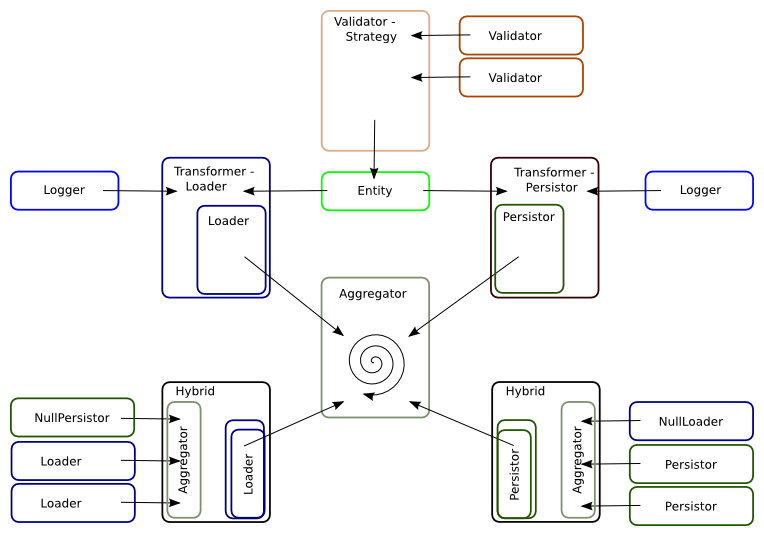 Validator -
Strategy
Validator
Validator
Logger
Transformer -
Loader
Loader
Entity
Transformer -
Persistor
Persistor
Logger
Aggregator
Hybrid
NullPersistor
Loader
Loader
Aggregator
Loader
Hybrid
Persistor
Aggregator
NullLoader
Persistor
Persistor